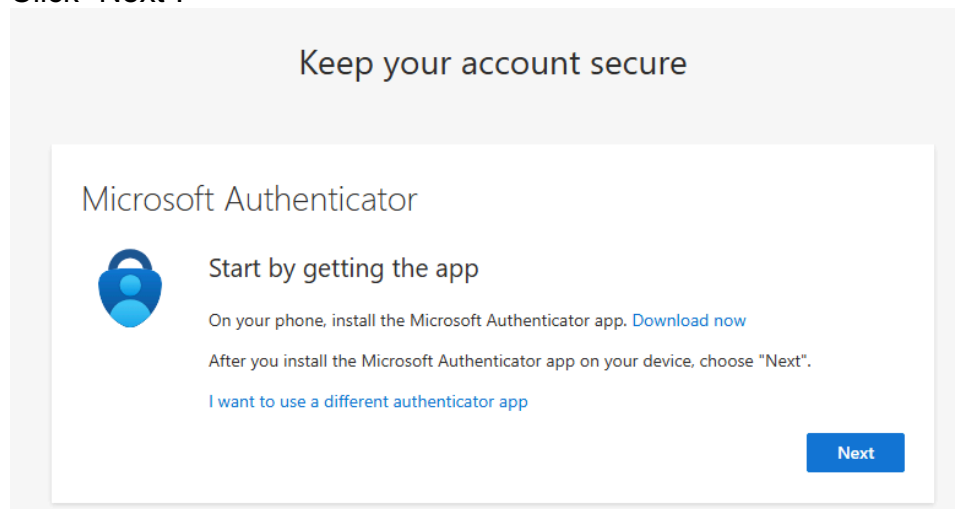 Click "Next".
Keep your account secure
Microsoft Authenticator
Start by getting the app
On your phone, install the Microsoft Authenticator app. Download now
After you install the Microsoft Authenticator app on your device, choose "Next".
I want to use a different authenticator app
Next